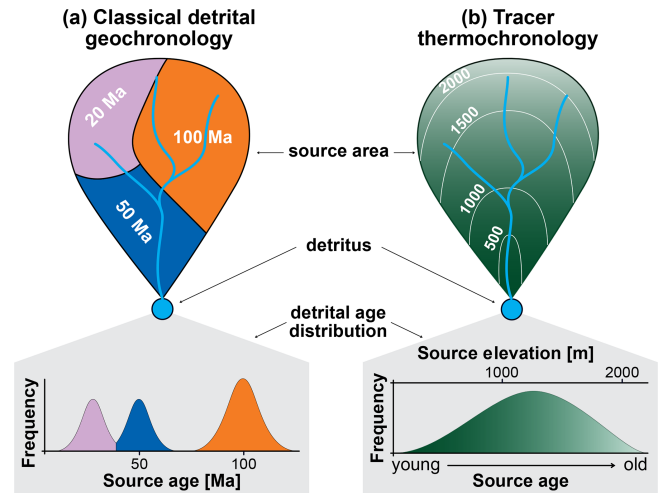 (a) Classical detrital
geochronology
(b) Tracer
thermochronology
20 Ma
100 Ma
50 Ma
2000
1500
1000
500
source area
detritus
detrital age
distribution
Frequency
50
100
Source age [Ma]
Source elevation [m]
1000
2000
Frequency
young
old
Source age